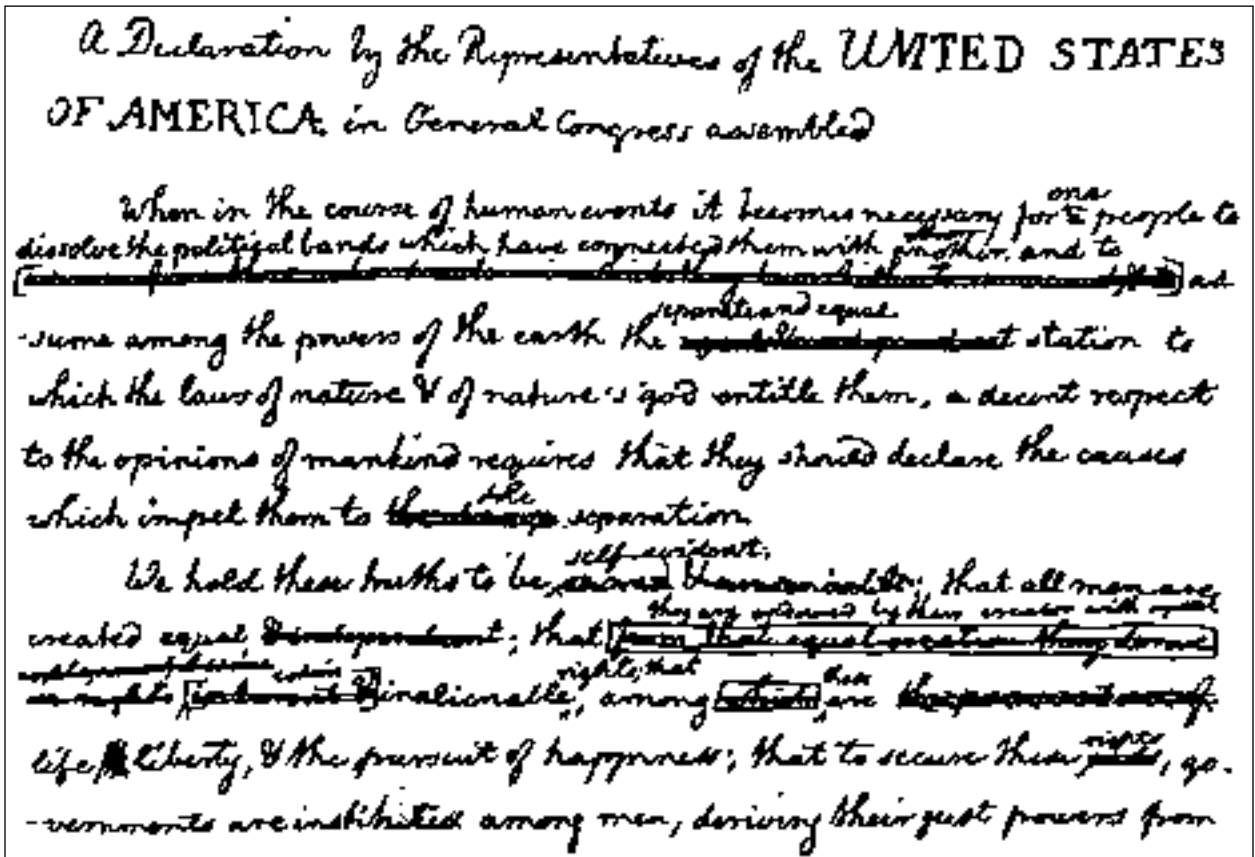 a Declaration by the Representatives of the UNITED STATES
OF AMERICA. in General Congress assembled
When in the course of human events it becomes necessary for one people to
dissolve the political bands which have connected them with another, and to
as
-sume among the powers of the earth the separate and equal station to
which the laws of nature & of nature's god entitle them, a decent respect
to the opinions of mankind requires that they should declare the causes
which impel them to the separation
We hold these truths to be self-evident; that all men are
they are endowed by their creator with
created equal; that
rights; that
inalienable, among these are
life liberty, & the pursuit of happiness; that to secure these rights, go-
-vernments are instituted among men, deriving their just powers from